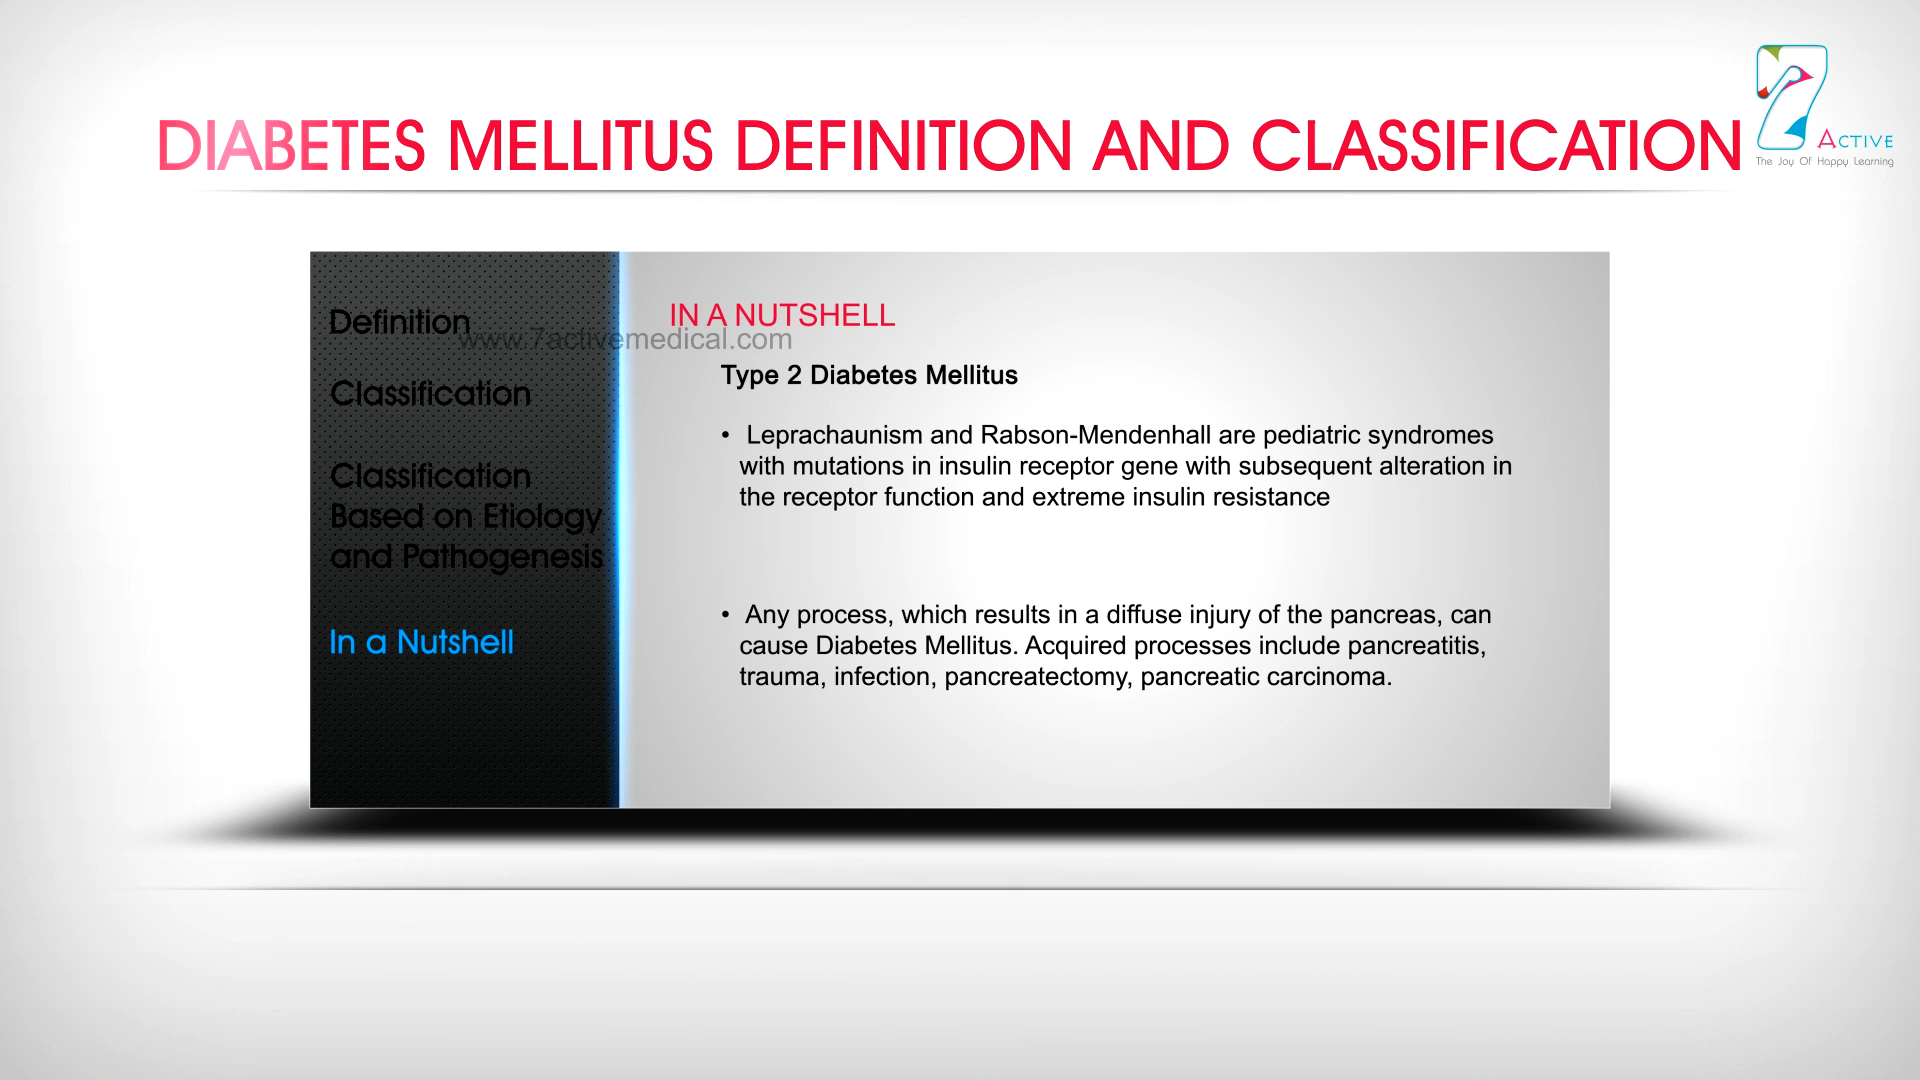 DIABETES MELLITUS DEFINITION AND CLASSIFICATION
7 ACTIVE
The Joy Of Happy Learning
Definition
Classification
Classification
Based on Etiology
and Pathogenesis
In a Nutshell
IN A NUTSHELL
www.7activemedical.com
Type 2 Diabetes Mellitus
• Leprachaunism and Rabson-Mendenhall are pediatric syndromes
with mutations in insulin receptor gene with subsequent alteration in
the receptor function and extreme insulin resistance
• Any process, which results in a diffuse injury of the pancreas, can
cause Diabetes Mellitus. Acquired processes include pancreatitis,
trauma, infection, pancreatectomy, pancreatic carcinoma.